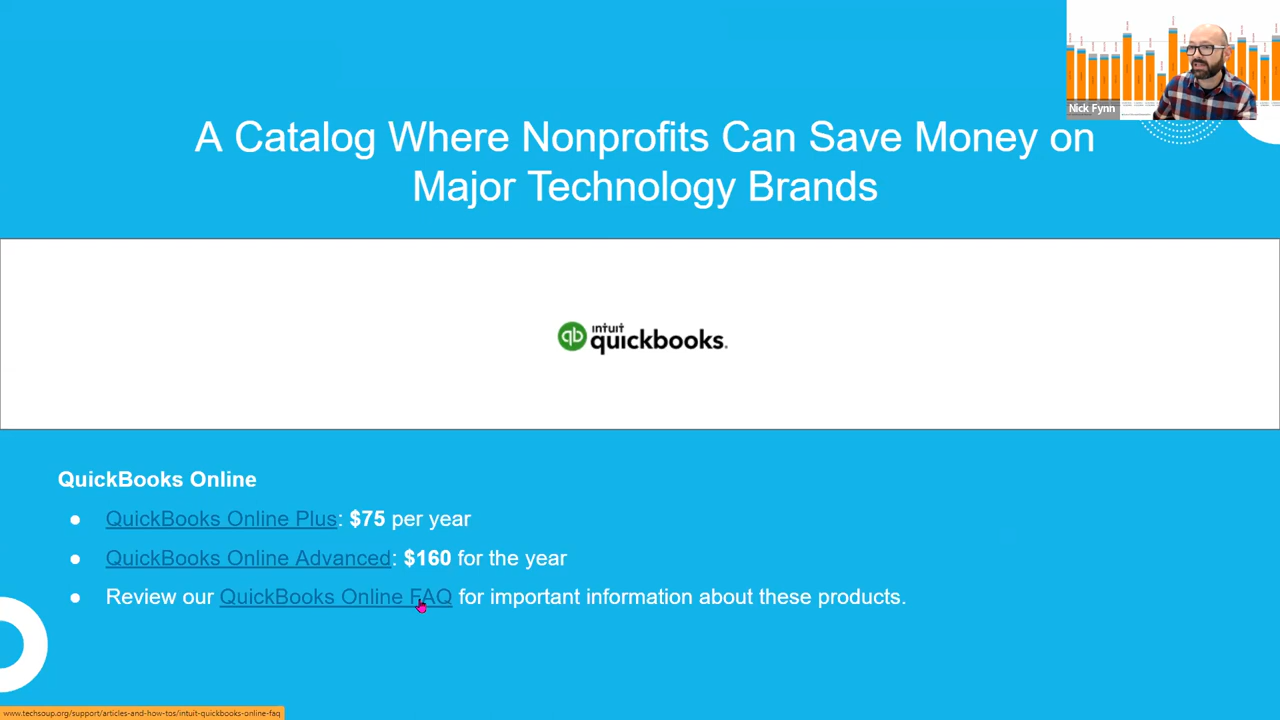 Nick Fynn
A Catalog Where Nonprofits Can Save Money on
Major Technology Brands
qb intuit
quickbooks.
QuickBooks Online
● QuickBooks Online Plus: $75 per year
● QuickBooks Online Advanced: $160 for the year
● Review our QuickBooks Online FAQ for important information about these products.
www.techsoup.org/support/articles-and-how-tos/intuit-quickbooks-online-faq